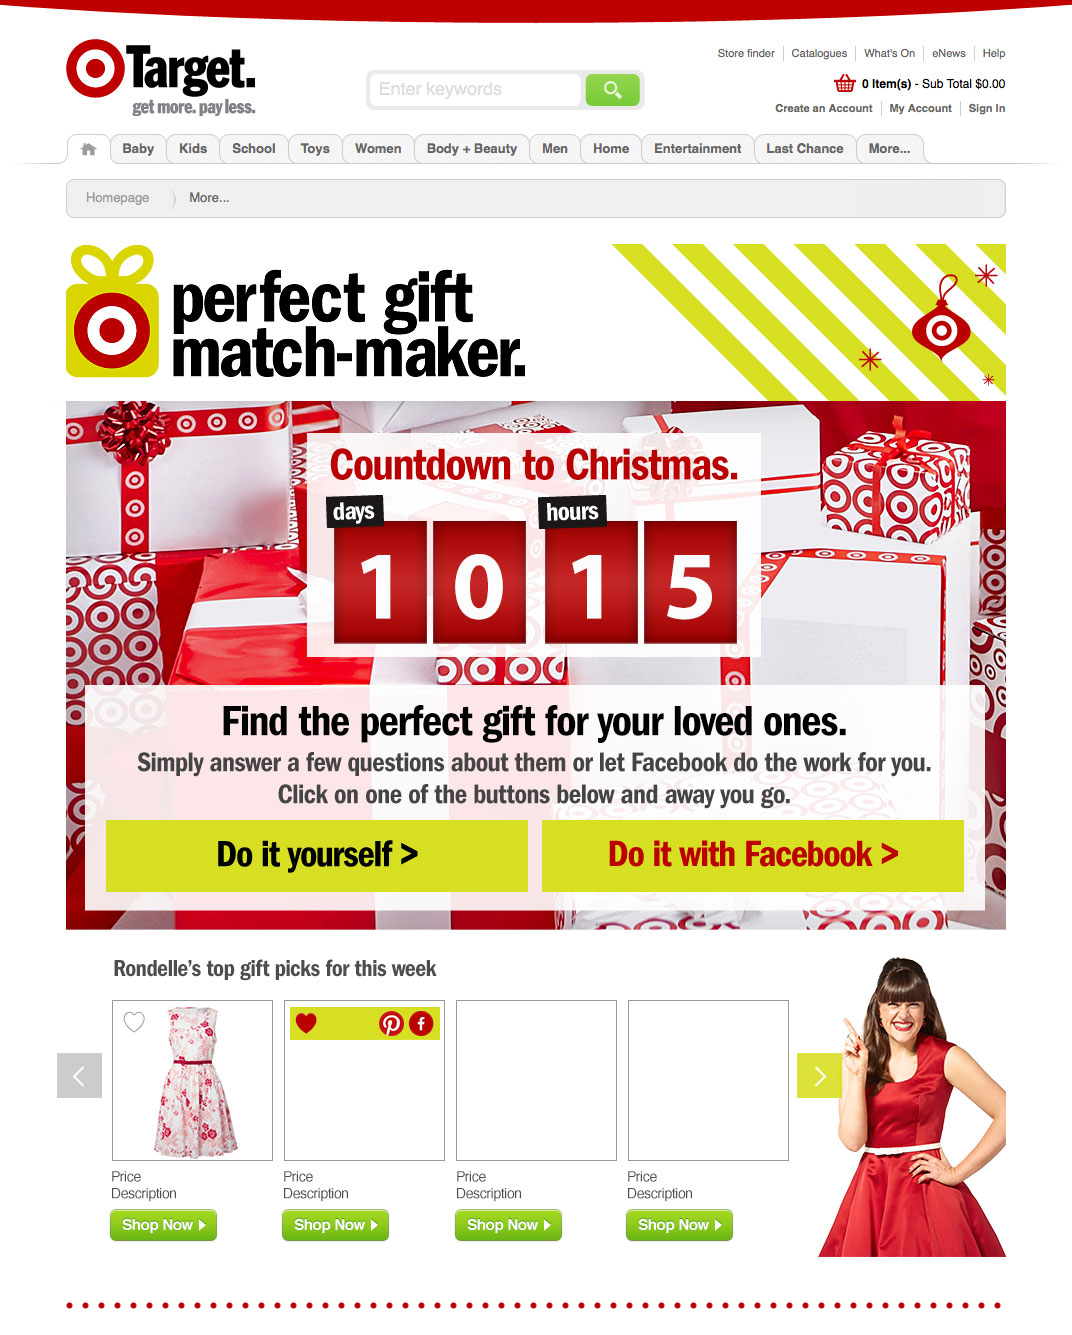 Target.
get more. pay less.
Enter keywords
Store finder
Catalogues
What's On
eNews
Help
0 Item(s) - Sub Total $0.00
Create an Account
My Account
Sign In
Baby
Kids
School
Toys
Women
Body + Beauty
Men
Home
Entertainment
Last Chance
More...
Homepage
More...
perfect gift
match-maker.
Countdown to Christmas.
days
hours
10 15
Find the perfect gift for your loved ones.
Simply answer a few questions about them or let Facebook do the work for you.
Click on one of the buttons below and away you go.
Do it yourself >
Do it with Facebook >
Rondelle's top gift picks for this week
Price
Description
Shop Now
Price
Description
Shop Now
Price
Description
Shop Now
Price
Description
Shop Now